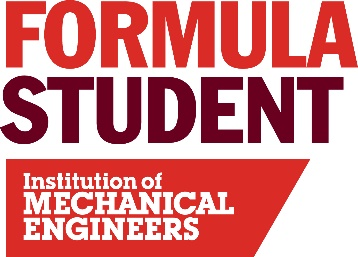 FORMULA
STUDENT
Institution of
MECHANICAL
ENGINEERS